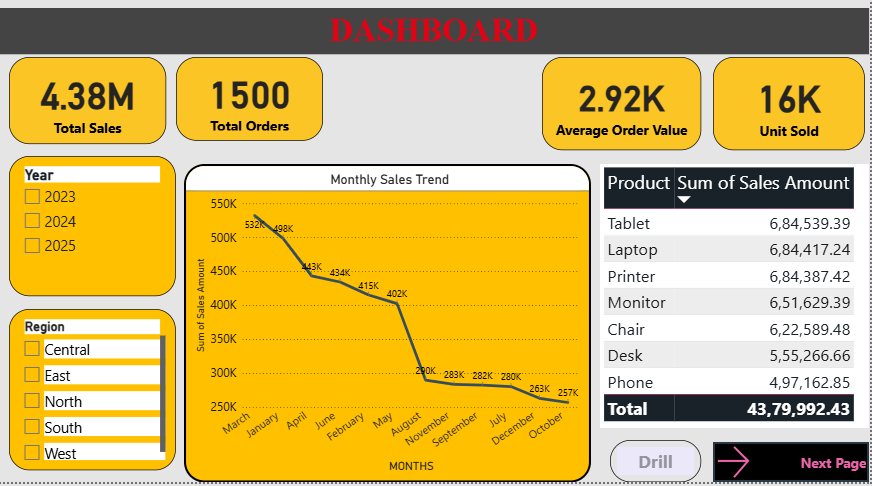 DASHBOARD
4.38M
Total Sales
1500
Total Orders
2.92K
Average Order Value
16K
Unit Sold
Year
2023
2024
2025
Region
Central
East
North
South
West
Monthly Sales Trend
Sum of Sales Amount
550K
500K
450K
400K
350K
300K
250K
532K
498K
443K
434K
415K
402K
290K
283K
282K
280K
263K
257K
March
January
April
June
February
May
August
November
September
July
December
October
MONTHS
Product Sum of Sales Amount
Tablet 6,84,539.39
Laptop 6,84,417.24
Printer 6,84,387.42
Monitor 6,51,629.39
Chair 6,22,589.48
Desk 5,55,266.66
Phone 4,97,162.85
Total 43,79,992.43
Drill
Next Page